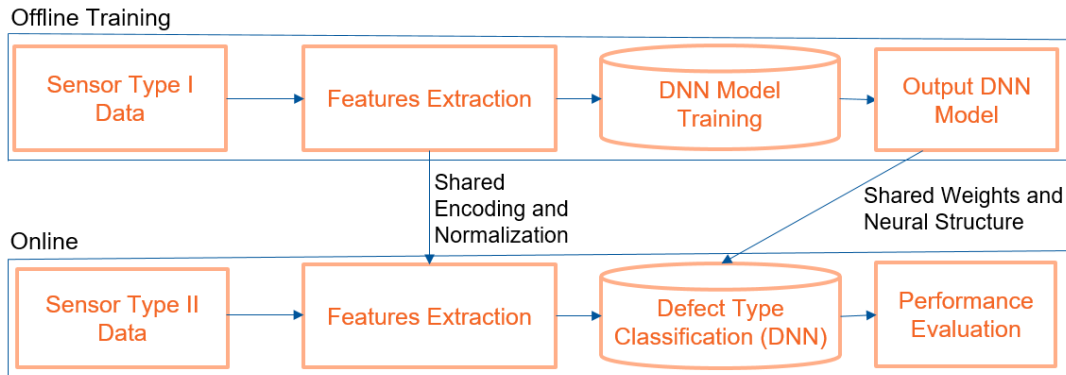 Offline Training
Sensor Type I
Data
Features Extraction
DNN Model
Training
Output DNN
Model
Shared
Encoding and
Normalization
Shared Weights and
Neural Structure
Online
Sensor Type II
Data
Features Extraction
Defect Type
Classification (DNN)
Performance
Evaluation